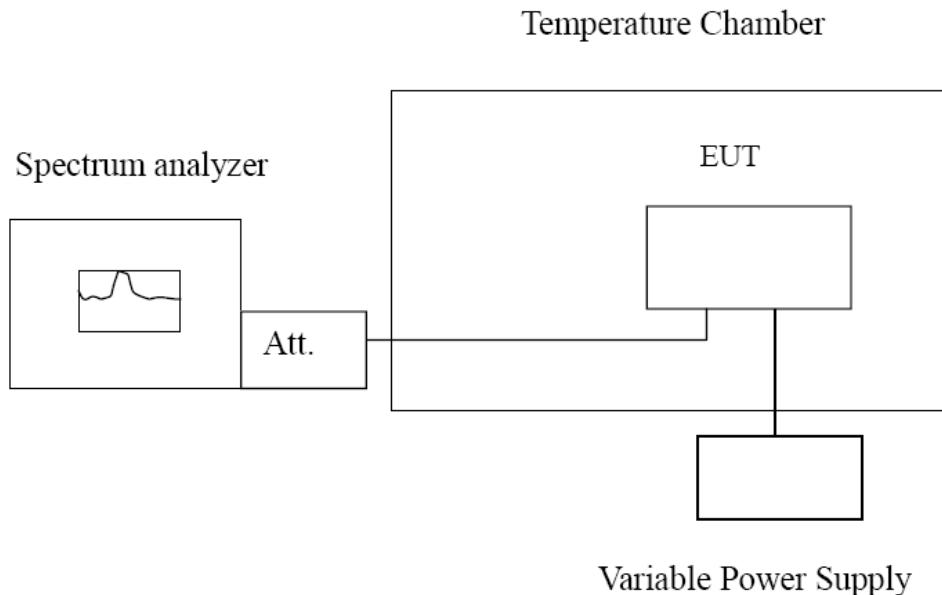 Temperature Chamber
EUT
Spectrum analyzer
Att.
Variable Power Supply